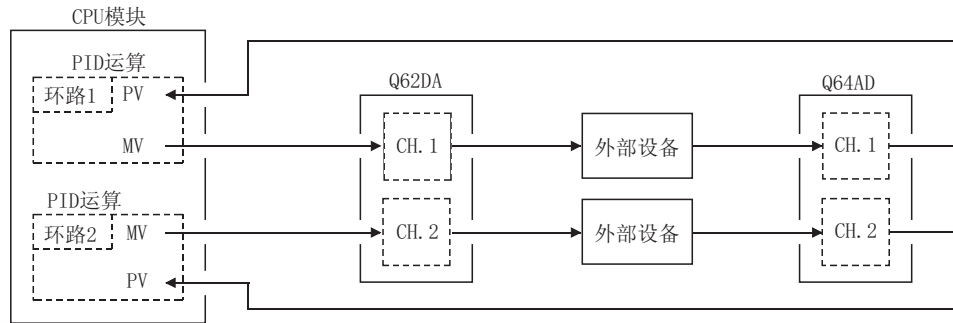 CPU模块
PID运算
环路1 PV
MV
Q62DA
Q64AD
CH.1
外部设备
CH.1
PID运算
环路2 MV
PV
CH.2
外部设备
CH.2